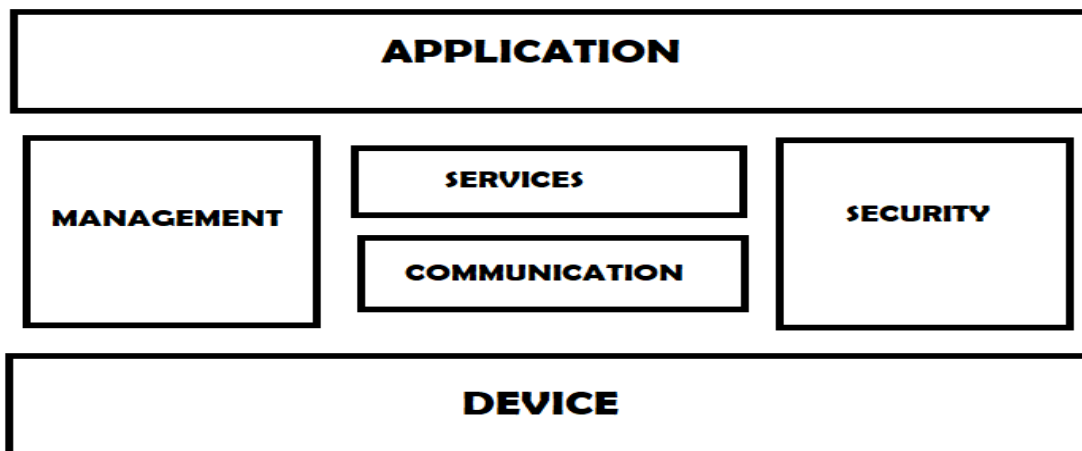 APPLICATION
MANAGEMENT
SERVICES
COMMUNICATION
SECURITY
DEVICE